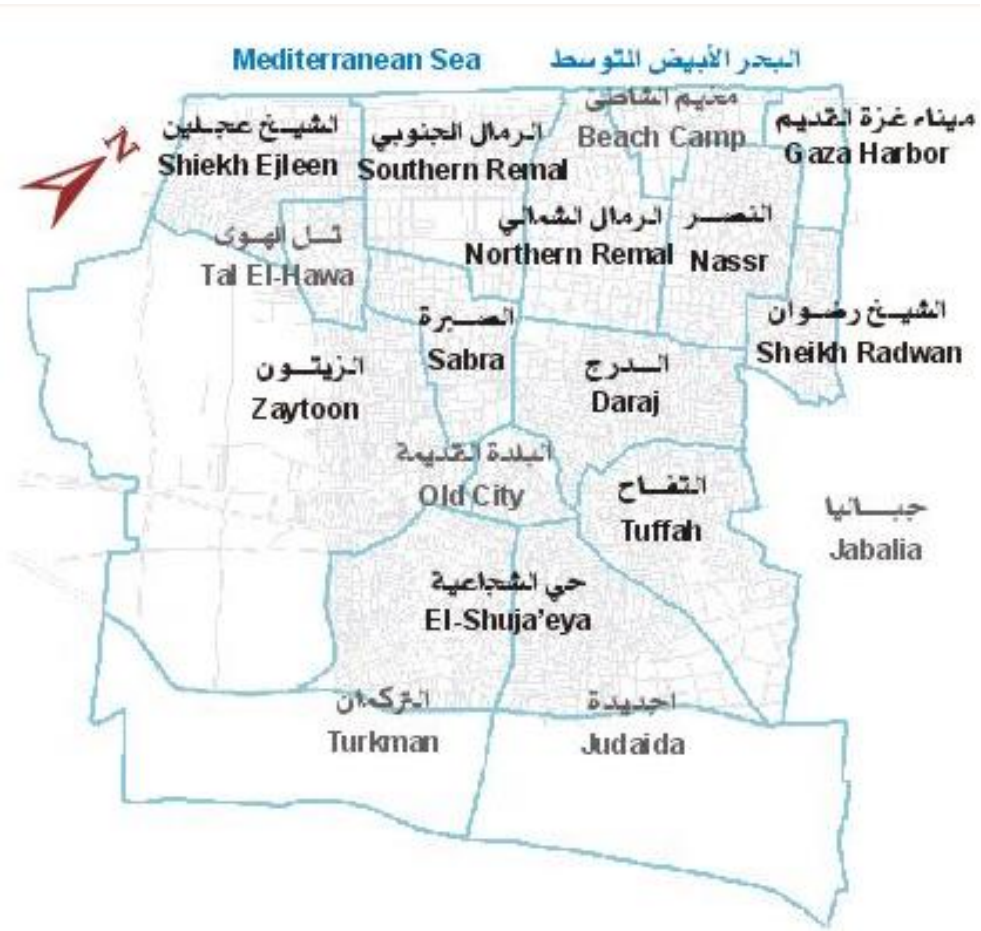 Mediterranean Sea البحر الأبيض المتوسط
N
الشيخ عجلين
Shiekh Ejleen
الرمال الجنوبي
Southern Remal
مخيم الشاطئ
Beach Camp
ميناء غزة القديم
Gaza Harbor
تل الهوى
Tal El-Hawa
الرمال الشمالي
Northern Remal
النصر
Nassr
الشيخ رضوان
Sheikh Radwan
الصبرة
Sabra
الزيتون
Zaytoon
الدرج
Daraj
البلدة القديمة
Old City
التفاح
Tuffah
جباليا
Jabalia
حي الشجاعية
El-Shuja'eya
التركمان
Turkman
اجديدة
Judaida